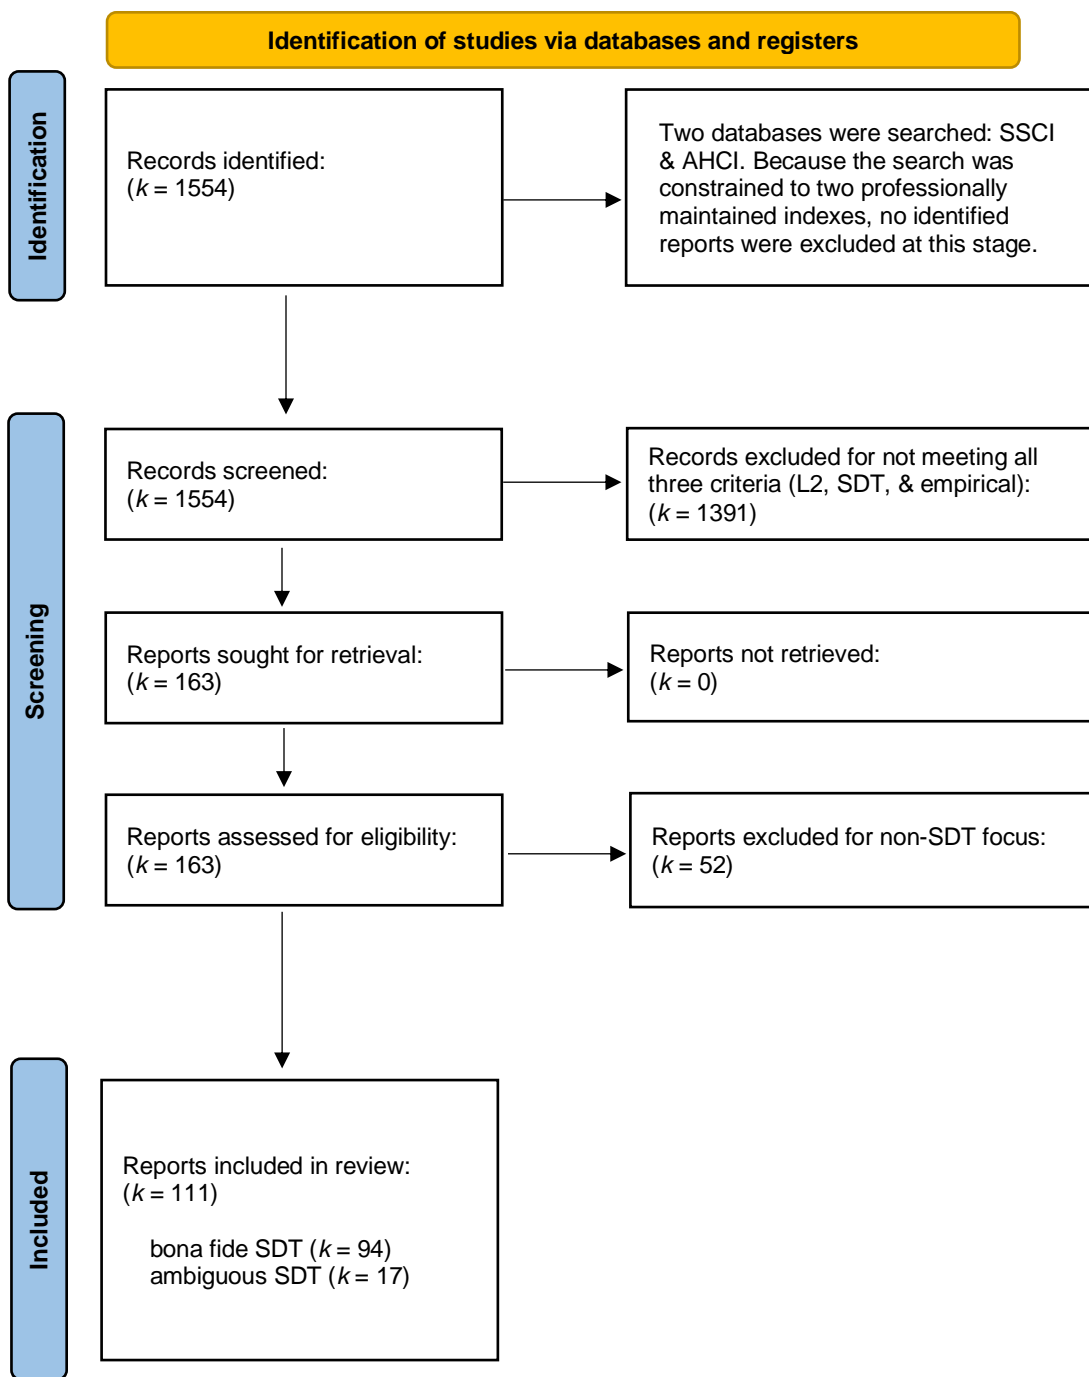 Identification of studies via databases and registers
Identification
Records identified:
(k = 1554)
Two databases were searched: SSCI
& AHCI. Because the search was
constrained to two professionally
maintained indexes, no identified
reports were excluded at this stage.
Screening
Records screened:
(k = 1554)
Records excluded for not meeting all
three criteria (L2, SDT, & empirical):
(k = 1391)
Reports sought for retrieval:
(k = 163)
Reports not retrieved:
(k = 0)
Reports assessed for eligibility:
(k = 163)
Reports excluded for non-SDT focus:
(k = 52)
Included
Reports included in review:
(k = 111)
bona fide SDT (k = 94)
ambiguous SDT (k = 17)